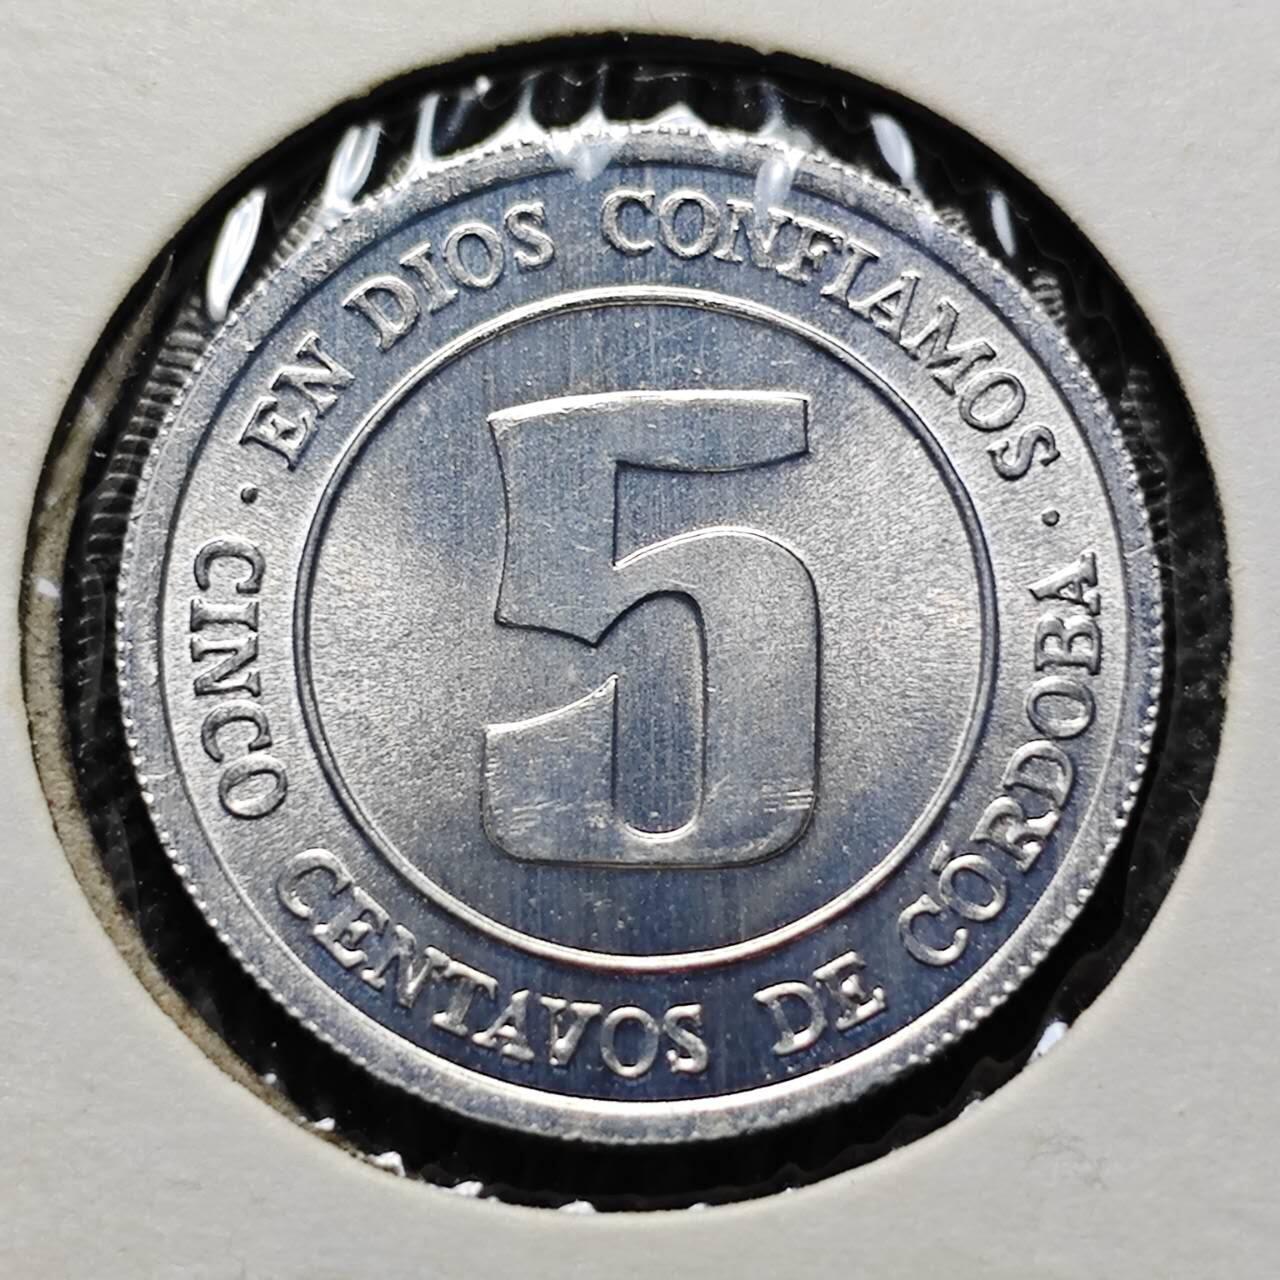 · EN DIOS CONFIAMOS ·
5
CINCO CENTAVOS DE CÓRDOBA